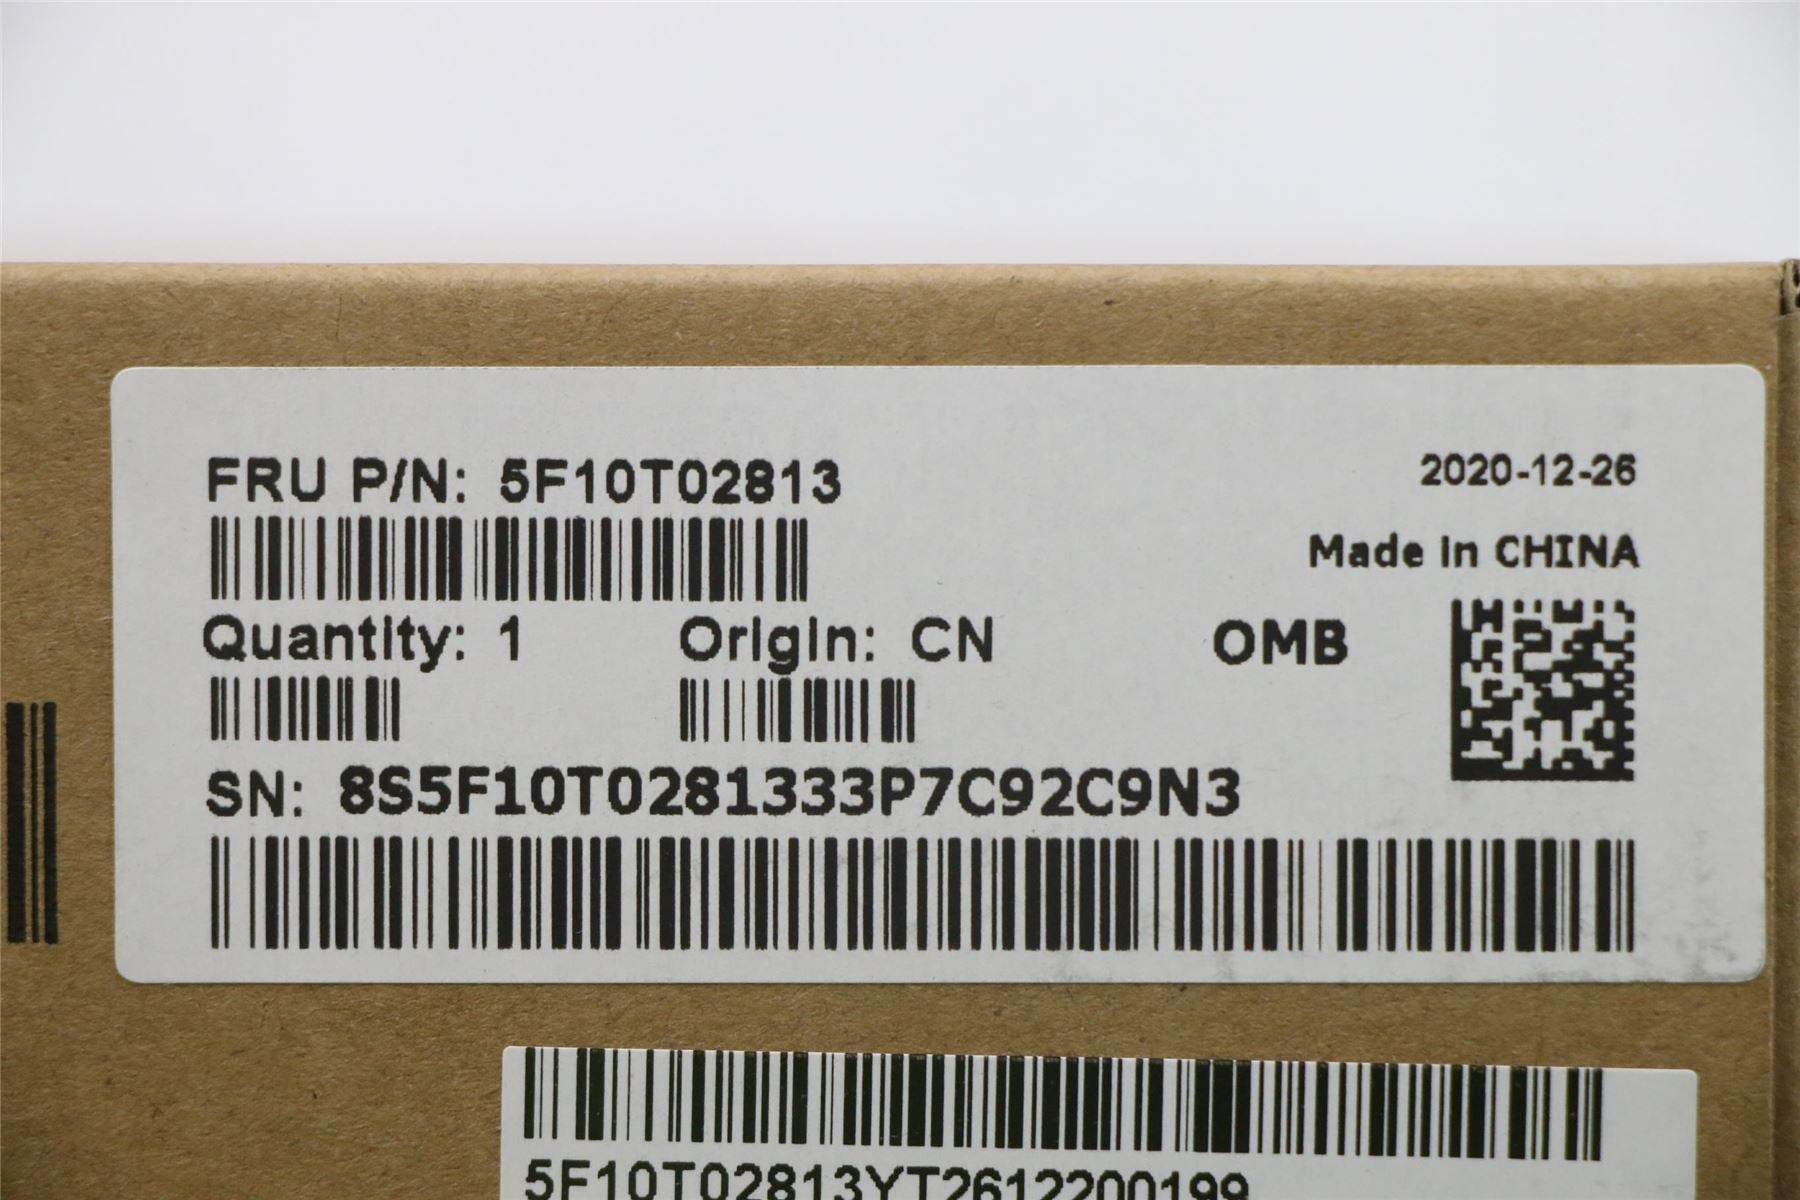 FRU P/N: 5F10T02813
2020-12-26
Made in CHINA
Quantity: 1
Origin: CN
OMB
SN: 8S5F10T0281333P7C92C9N3
5F10T02813YT2612200199